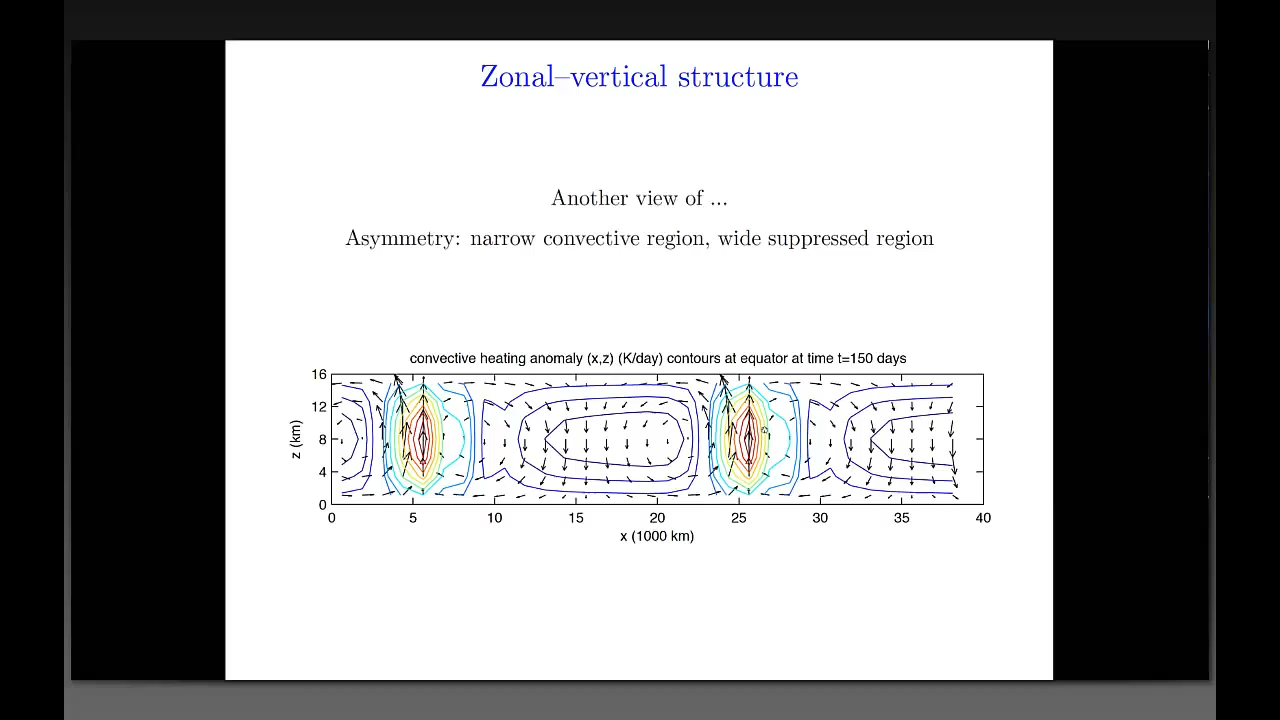 Zonal–vertical structure
Another view of ...
Asymmetry: narrow convective region, wide suppressed region
convective heating anomaly (x,z) (K/day) contours at equator at time t=150 days
16
12
8
4
0
z (km)
0 5 10 15 20 25 30 35 40
x (1000 km)